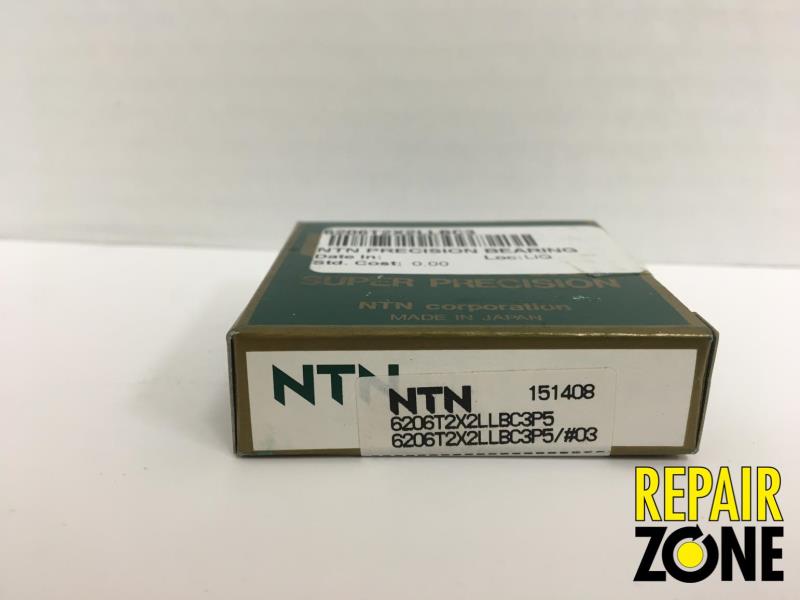 6206T2X2LLBC3
NTN PRECISION BEARING
Date In:
Loc:
Std. Cost: 0.00
SUPER PRECISION
NTN corporation
MADE IN JAPAN
NTN
NTN 151408
6206T2X2LLBC3P5
6206T2X2LLBC3P5/#03
REPAIR
ZONE